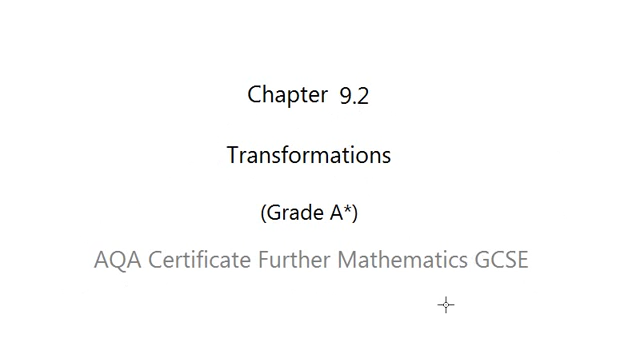 Chapter 9.2
Transformations
(Grade A*)
AQA Certificate Further Mathematics GCSE